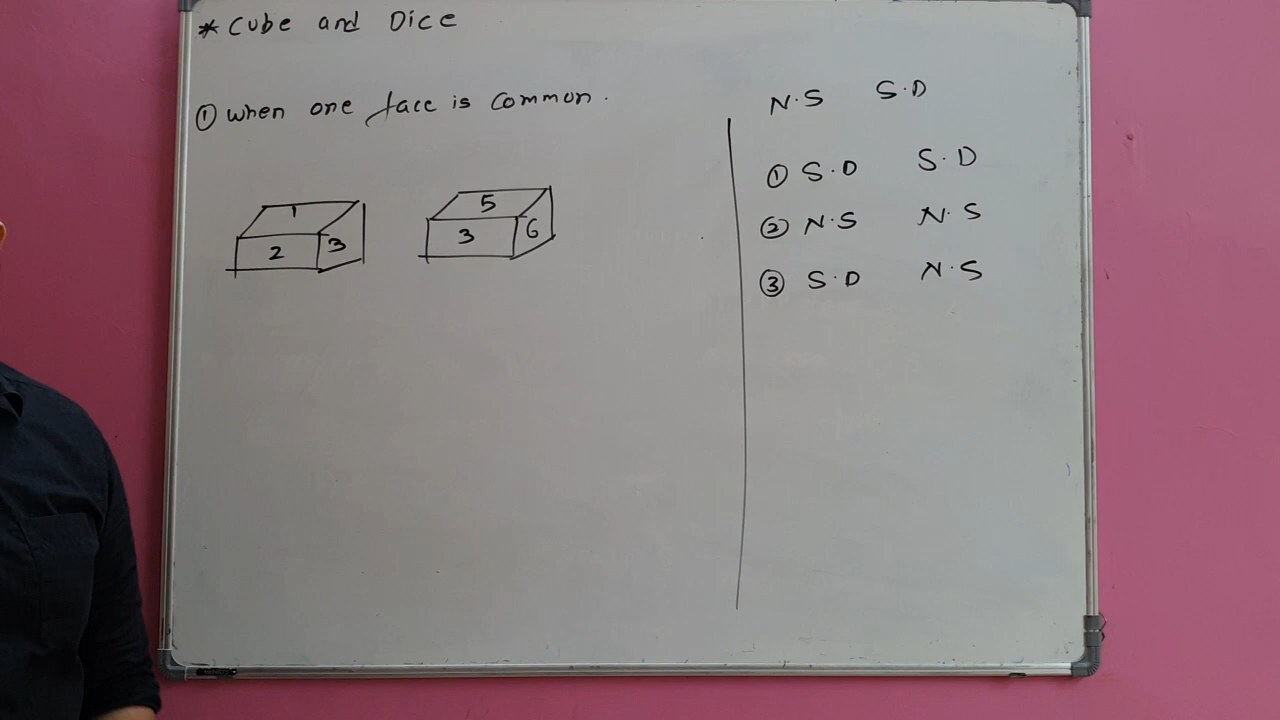 * Cube and Dice
① When one face is common.
1
2 3
5
3 6
N.S S.D
① S.D S.D
② N.S N.S
③ S.D N.S